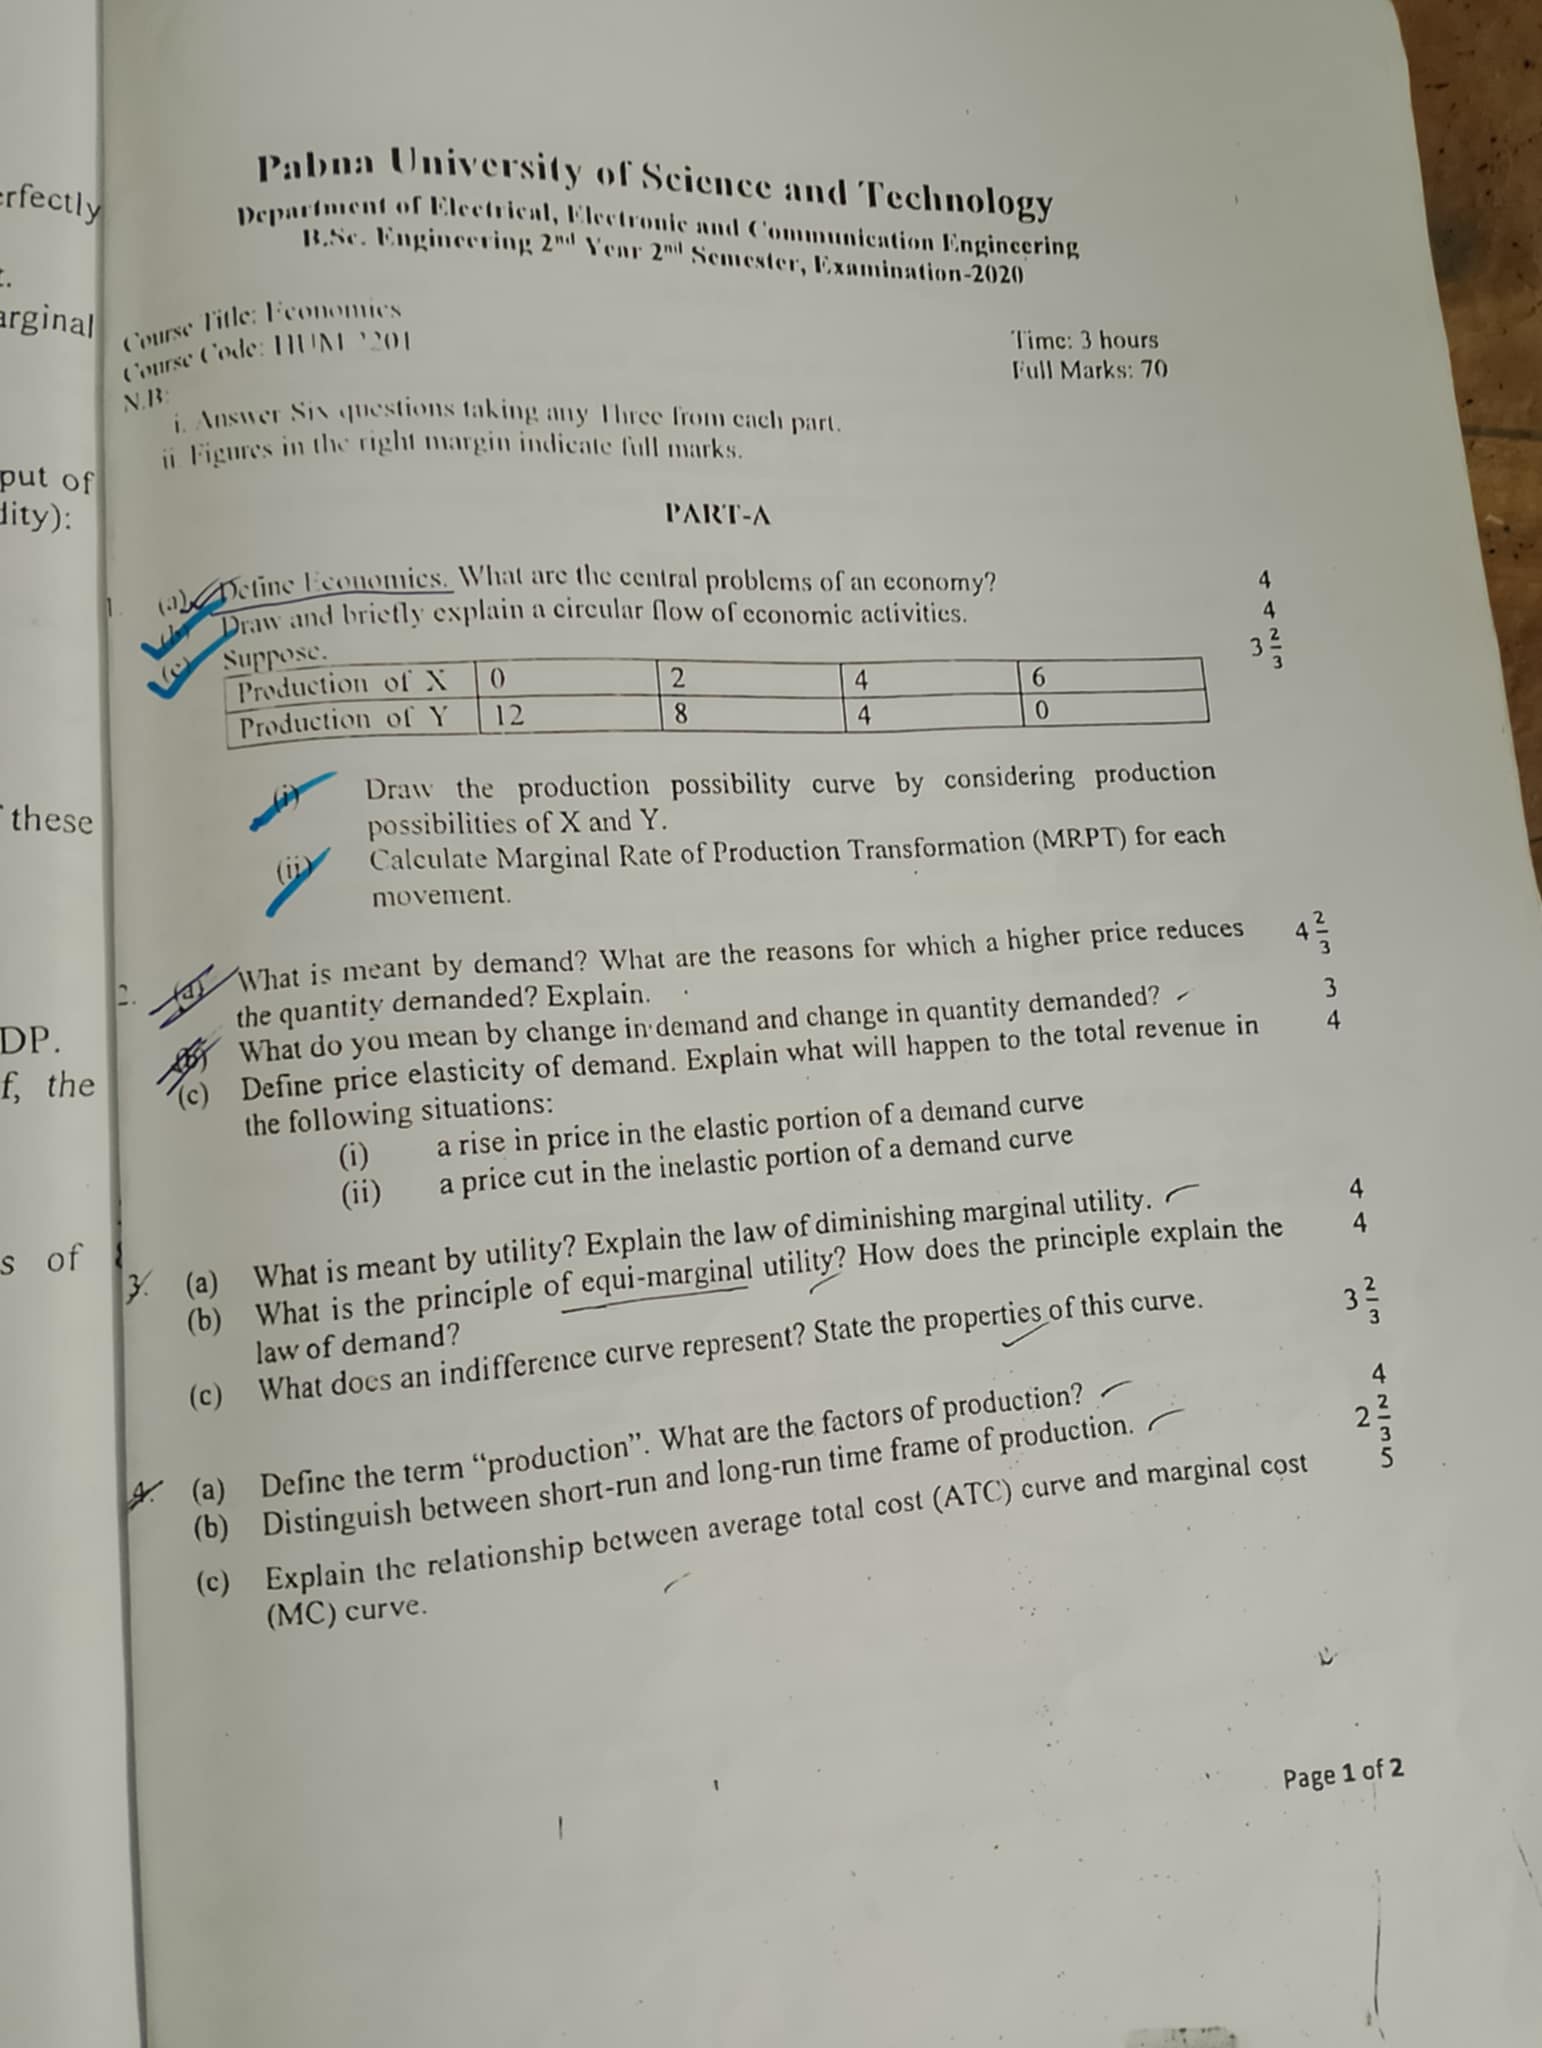 erfectly
arginal
put of
dity):
these
DP.
f, the
s of
Pabna University of Science and Technology
Department of Electrical, Electronic and Communication Engineering
B.Sc. Engineering 2nd Year 2nd Semester, Examination-2020
Course Title: Economics
Course Code: HUM 2201
Time: 3 hours
Full Marks: 70
N.B:
i. Answer Six questions taking any Three from each part.
ii Figures in the right margin indicate full marks.
PART-A
1. (a) Define Economics. What are the central problems of an economy? 4
(b) Draw and briefly explain a circular flow of economic activities. 4
(c) Suppose. 3 2/3
Production of X 0 2 4 6
Production of Y 12 8 4 0
(i) Draw the production possibility curve by considering production
possibilities of X and Y.
(ii) Calculate Marginal Rate of Production Transformation (MRPT) for each
movement.
2. (a) What is meant by demand? What are the reasons for which a higher price reduces 4 2/3
the quantity demanded? Explain.
(b) What do you mean by change in demand and change in quantity demanded? 3
(c) Define price elasticity of demand. Explain what will happen to the total revenue in 4
the following situations:
(i) a rise in price in the elastic portion of a demand curve
(ii) a price cut in the inelastic portion of a demand curve
3. (a) What is meant by utility? Explain the law of diminishing marginal utility. 4
(b) What is the principle of equi-marginal utility? How does the principle explain the 4
law of demand?
(c) What does an indifference curve represent? State the properties of this curve. 3 2/3
4. (a) Define the term “production”. What are the factors of production? 4
(b) Distinguish between short-run and long-run time frame of production. 2 2/3
(c) Explain the relationship between average total cost (ATC) curve and marginal cost 5
(MC) curve.
Page 1 of 2